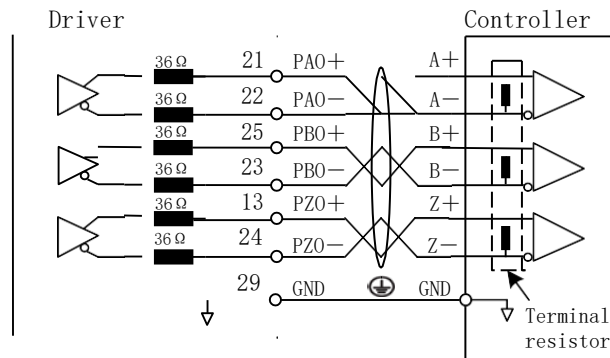 Driver
Controller
36Ω 21 PAO+ A+
36Ω 22 PAO- A-
36Ω 25 PBO+ B+
36Ω 23 PBO- B-
36Ω 13 PZO+ Z+
36Ω 24 PZO- Z-
29 GND GND
Terminal
resistor